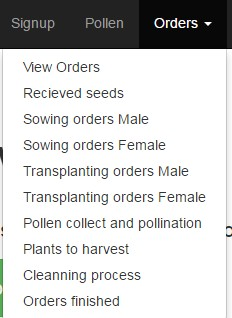 Signup Pollen Orders
View Orders
Recieved seeds
Sowing orders Male
Sowing orders Female
Transplanting orders Male
Transplanting orders Female
Pollen collect and pollination
Plants to harvest
Cleanning process
Orders finished